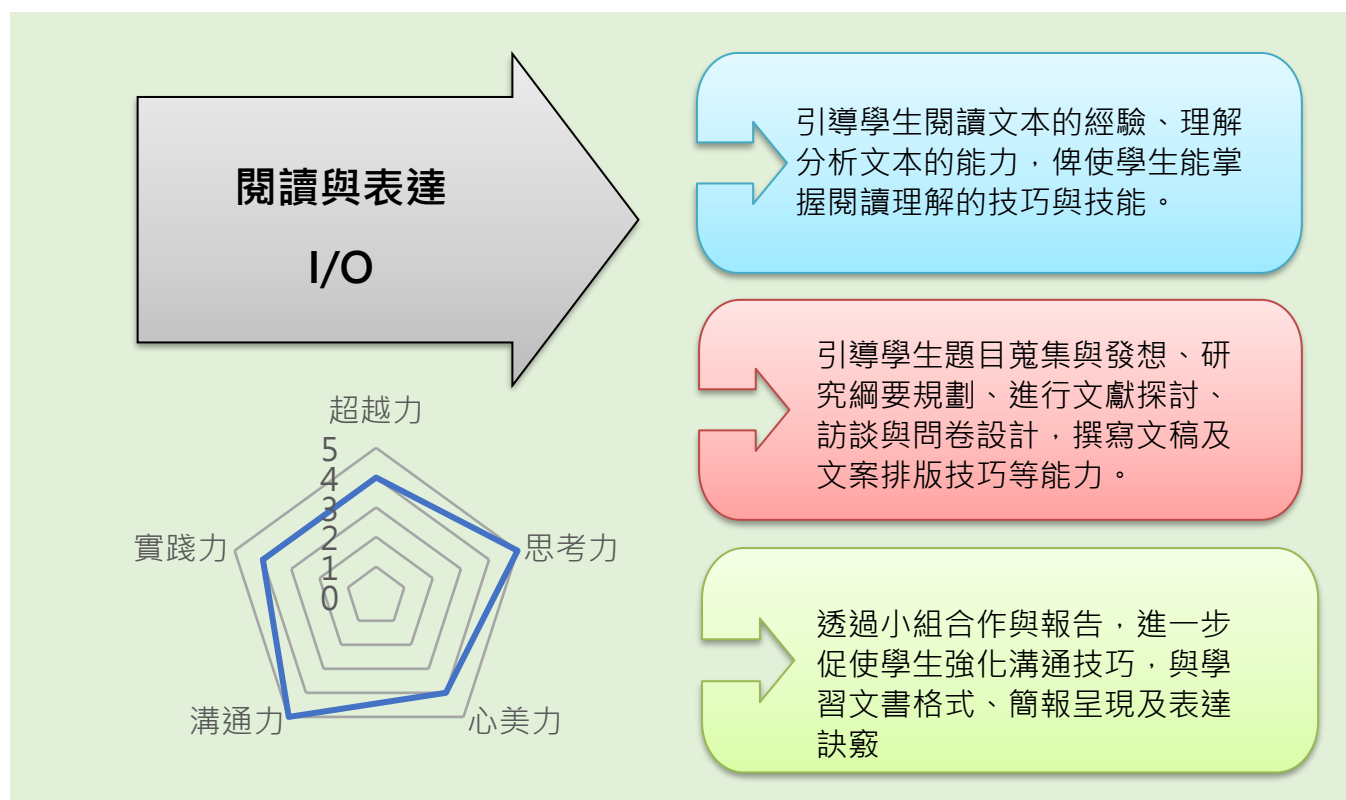 閱讀與表達
I/O
引導學生閱讀文本的經驗、理解
分析文本的能力，俾使學生能掌
握閱讀理解的技巧與技能。
引導學生題目蒐集與發想、研
究綱要規劃、進行文獻探討、
訪談與問卷設計，撰寫文稿及
文案排版技巧等能力。
透過小組合作與報告，進一步
促使學生強化溝通技巧，與學
習文書格式、簡報呈現及表達
訣竅
超越力
5
4
3
2
1
0
實踐力
思考力
溝通力
心美力